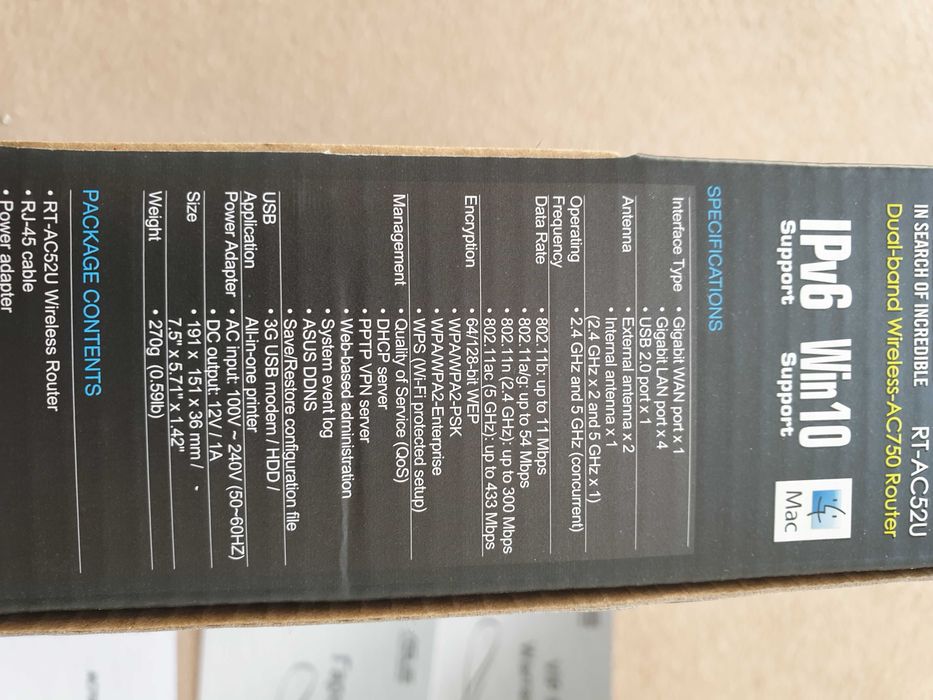 IN SEARCH OF INCREDIBLE RT-AC52U
Dual-band Wireless-AC750 Router
IPv6 Win10
Support Support
Mac
SPECIFICATIONS
Interface Type • Gigabit WAN port x 1
• Gigabit LAN port x 4
• USB 2.0 port x 1
Antenna • External antenna x 2
• Internal antenna x 1
(2.4 GHz x 2 and 5 GHz x 1)
Operating • 2.4 GHz and 5 GHz (concurrent)
Frequency
Data Rate • 802.11b: up to 11 Mbps
• 802.11a/g: up to 54 Mbps
• 802.11n (2.4 GHz): up to 300 Mbps
802.11ac (5 GHz): up to 433 Mbps
Encryption • 64/128-bit WEP
• WPA/WPA2-PSK
• WPA/WPA2-Enterprise
• WPS (Wi-Fi protected setup)
Management • Quality of Service (QoS)
• DHCP server
• PPTP VPN server
• Web-based administration
• System event log
• ASUS DDNS
• Save/Restore configuration file
USB • 3G USB modem / HDD /
Application All-in-one printer
Power Adapter • AC input: 100V ~ 240V (50~60HZ)
• DC output: 12V / 1A
Size • 191 x 151 x 36 mm /
7.5" x 5.71" x 1.42"
Weight • 270g (0.59lb)
PACKAGE CONTENTS
• RT-AC52U Wireless Router
• RJ-45 cable
• Power adapter
VIP